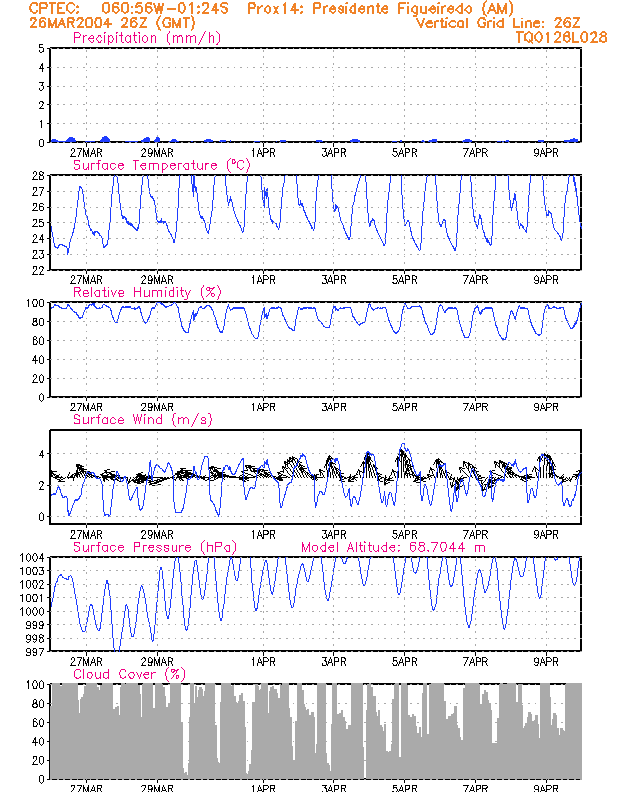 CPTEC: 060:56W-01:24S Prox14: Presidente Figueiredo (AM)
26MAR2004 26Z (GMT) Vertical Grid Line: 26Z
Precipitation (mm/h) TQ0126L028
5
4
3
2
1
0
27MAR 29MAR 1APR 3APR 5APR 7APR 9APR
Surface Temperature (°C)
28
26
25
24
23
22
27MAR 29MAR 1APR 3APR 5APR 7APR 9APR
Relative Humidity (%)
100
80
60
40
20
0
27MAR 29MAR 1APR 3APR 5APR 7APR 9APR
Surface Wind (m/s)
4
2
0
27MAR 29MAR 1APR 3APR 5APR 7APR 9APR
Surface Pressure (hPa) Model Altitude: 68.7044 m
1004
1003
1002
1001
1000
999
998
997
27MAR 29MAR 1APR 3APR 5APR 7APR 9APR
Cloud Cover (%)
100
80
60
40
20
0
27MAR 29MAR 1APR 3APR 5APR 7APR 9APR